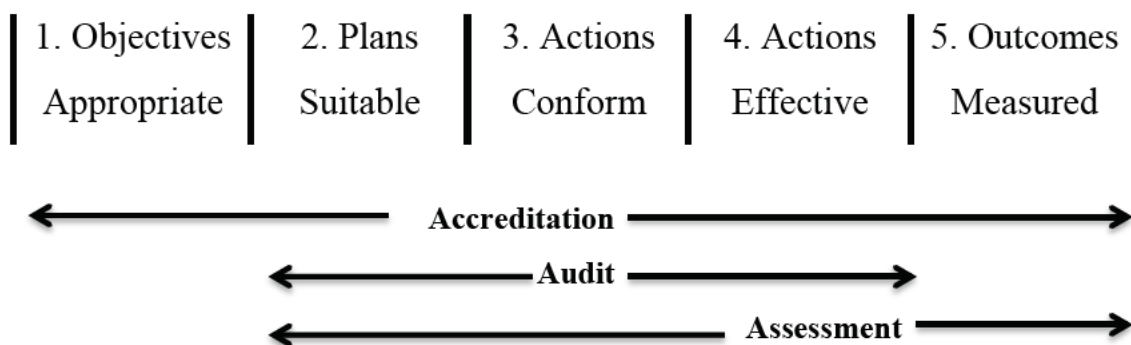 1. Objectives 2. Plans 3. Actions 4. Actions 5. Outcomes
Appropriate Suitable Conform Effective Measured
Accreditation
Audit
Assessment